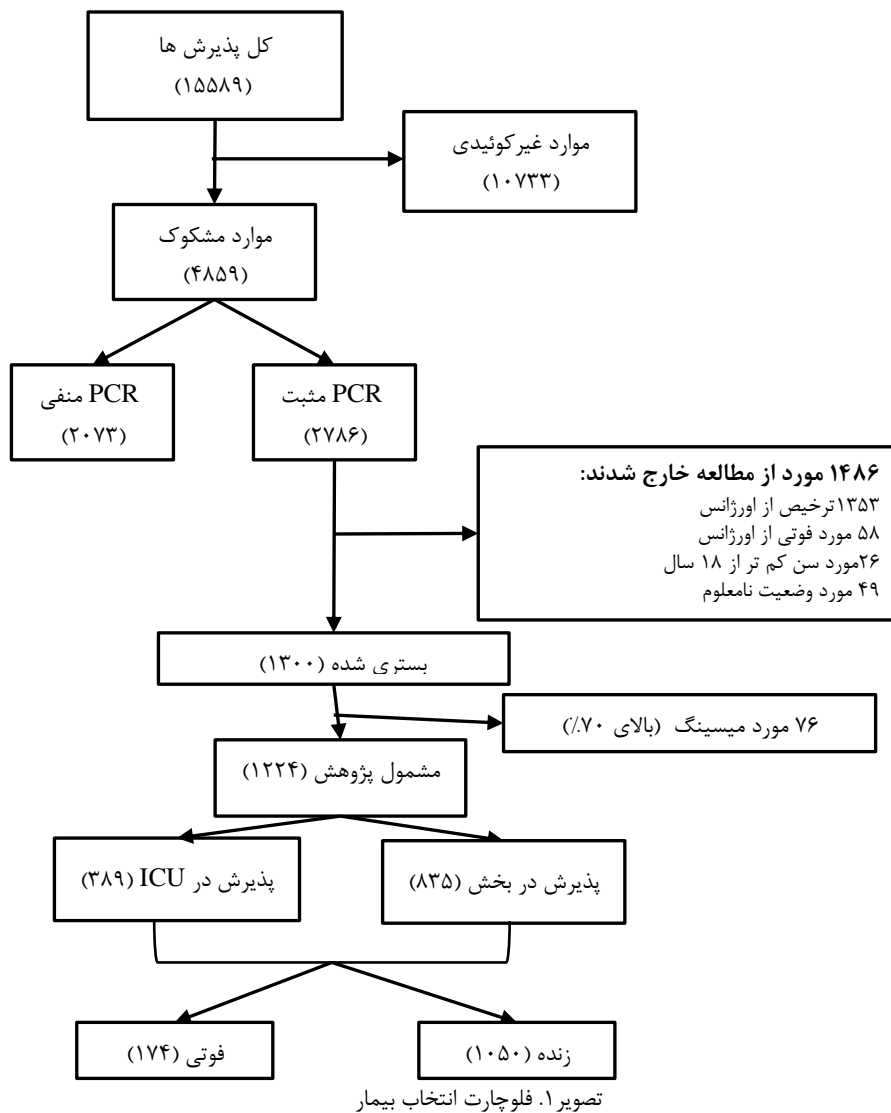 کل پذیرش ها
(۱۵۵۸۹)
موارد غیرکوئیدی
(۱۰۷۳۳)
موارد مشکوک
(۴۸۵۹)
PCR مثبت
(۲۷۸۶)
PCR منفی
(۲۰۷۳)
۱۴۸۶ مورد از مطالعه خارج شدند:
۱۳۵۳ترخیص از اورژانس
۵۸ مورد فوتی از اورژانس
۲۶مورد سن کم تر از ۱۸ سال
۴۹ مورد وضعیت نامعلوم
بستری شده (۱۳۰۰)
۷۶ مورد میسینگ (بالای ۷۰٪)
مشمول پژوهش (۱۲۲۴)
پذیرش در بخش (۸۳۵)
پذیرش در ICU (۳۸۹)
زنده (۱۰۵۰)
فوتی (۱۷۴)
تصویر۱. فلوچارت انتخاب بیمار